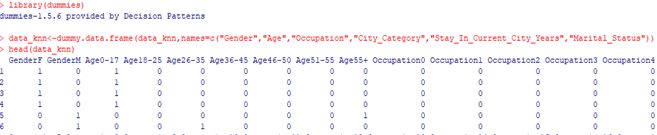 > library(dummies)
dummies-1.5.6 provided by Decision Patterns
> data_knn<-dummy.data.frame(data_knn,names=c("Gender","Age","Occupation","City_Category","Stay_In_Current_City_Years","Marital_Status"))
> head(data_knn)
GenderF GenderM Age0-17 Age18-25 Age26-35 Age36-45 Age46-50 Age51-55 Age55+ Occupation0 Occupation1 Occupation2 Occupation3 Occupation4
1 1 0 1 0 0 0 0 0 0 0 0 0 0 0
2 1 0 1 0 0 0 0 0 0 0 0 0 0 0
3 1 0 1 0 0 0 0 0 0 0 0 0 0 0
4 1 0 1 0 0 0 0 0 0 0 0 0 0 0
5 0 1 0 0 0 0 0 0 1 0 0 0 0 0
6 0 1 0 0 1 0 0 0 0 0 0 0 0 0